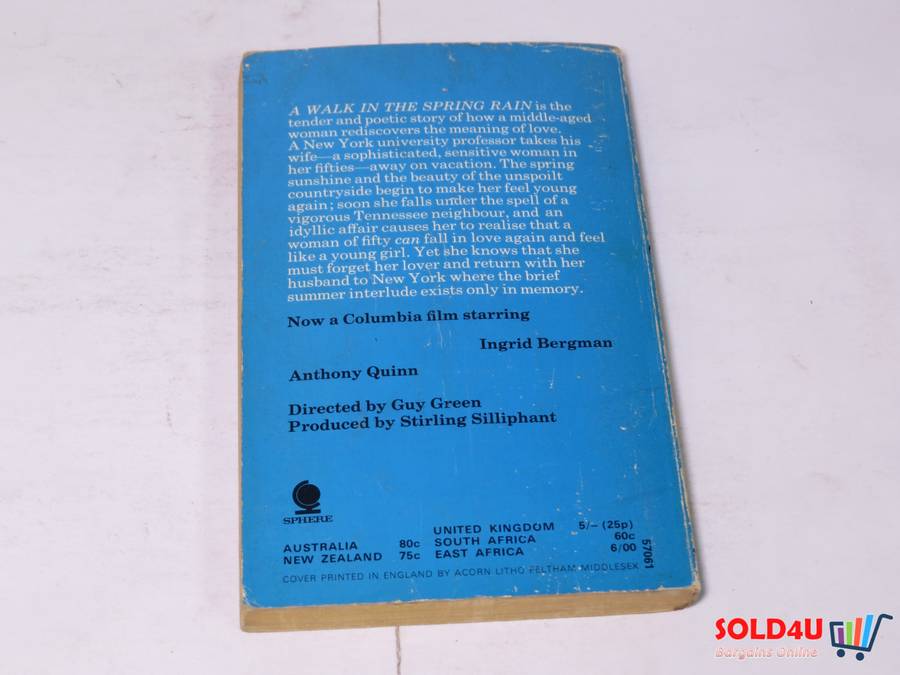 A WALK IN THE SPRING RAIN is the
tender and poetic story of how a middle-aged
woman rediscovers the meaning of love.
A New York university professor takes his
wife—a sophisticated, sensitive woman in
her fifties—away on vacation. The spring
sunshine and the beauty of the unspoilt
countryside begin to make her feel young
again; soon she falls under the spell of a
vigorous Tennessee neighbour, and an
idyllic affair causes her to realise that a
woman of fifty can fall in love again and feel
like a young girl. Yet she knows that she
must forget her lover and return with her
husband to New York where the brief
summer interlude exists only in memory.
Now a Columbia film starring
Ingrid Bergman
Anthony Quinn
Directed by Guy Green
Produced by Stirling Silliphant
SPHERE
UNITED KINGDOM 5/– (25p)
AUSTRALIA 80c SOUTH AFRICA 60c
NEW ZEALAND 75c EAST AFRICA 6/00
57061
COVER PRINTED IN ENGLAND BY ACORN LITHO FELTHAM MIDDLESEX
SOLD4U
Bargains Online